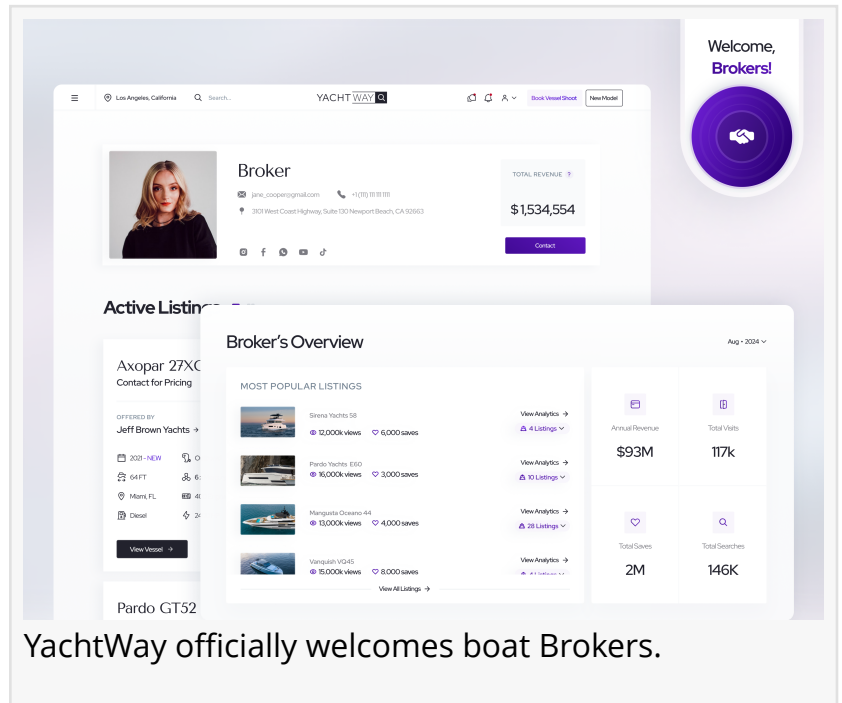 Welcome,
Brokers!
Los Angeles, California
Search...
YACHTWAY
Book Vessel Shoot
New Model
Broker
jane_cooper@gmail.com
+1 (111) 111 111 1111
3101 West Coast Highway, Suite 130 Newport Beach, CA 92663
TOTAL REVENUE ?
$1,534,554
Contact
Active
Axopar 27XC
Contact for Pricing
OFFERED BY
Jeff Brown Yachts →
2021 - NEW
64 FT
Miami, FL
Diesel
View Vessel →
Pardo GT52
Broker's Overview
Aug • 2024
MOST POPULAR LISTINGS
Sirena Yachts 58
12,000k views 6,000 saves
View Analytics →
4 Listings
Pardo Yachts E60
16,000k views 3,000 saves
View Analytics →
10 Listings
Mangusta Oceano 44
13,000k views 4,000 saves
View Analytics →
28 Listings
Vanquish VQ45
15,000k views 8,000 saves
View Analytics →
View All Listings →
Annual Revenue
$93M
Total Visits
117k
Total Saves
2M
Total Searches
146K
YachtWay officially welcomes boat Brokers.